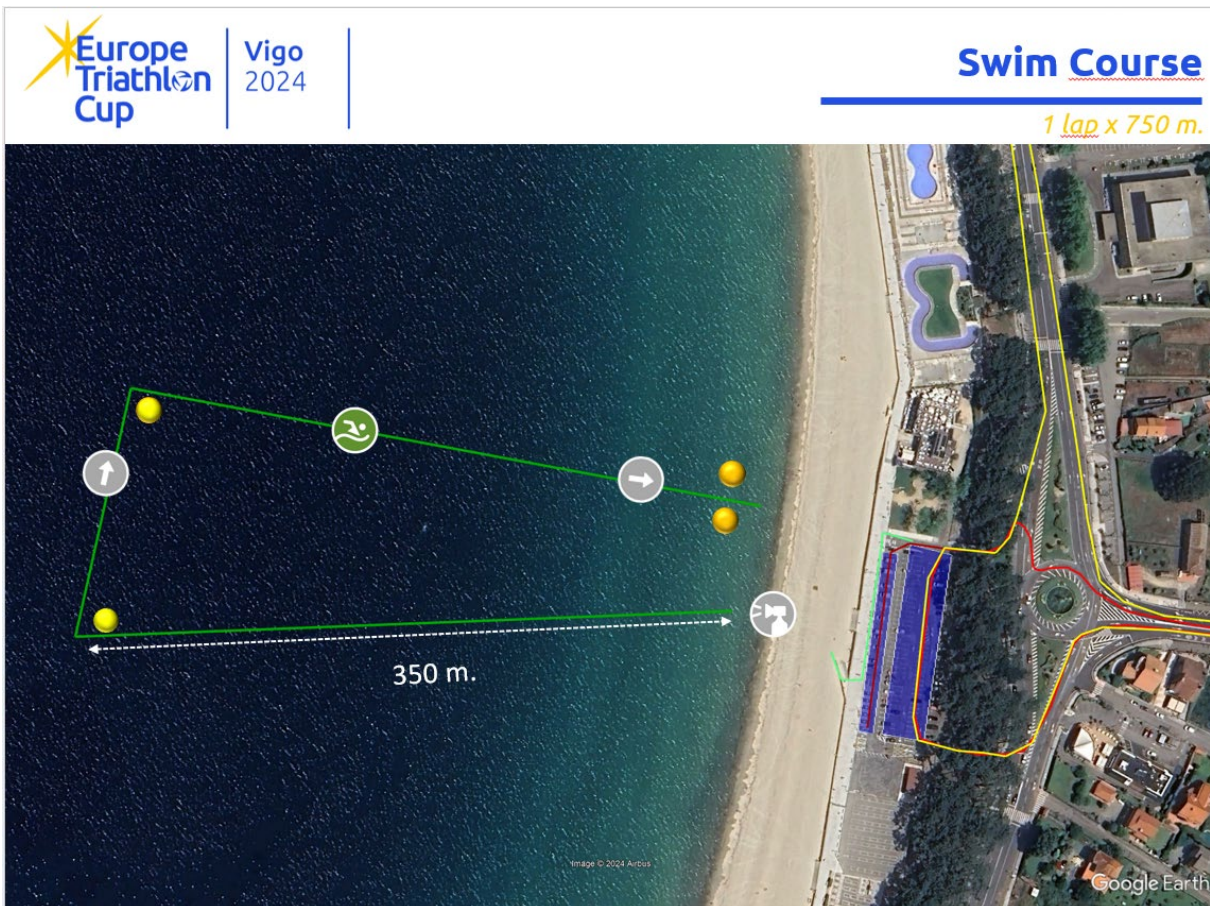 Europe
Triathlon
Cup
Vigo
2024
Swim Course
1 lap x 750 m.
350 m.
Image © 2024 Airbus
Google Earth